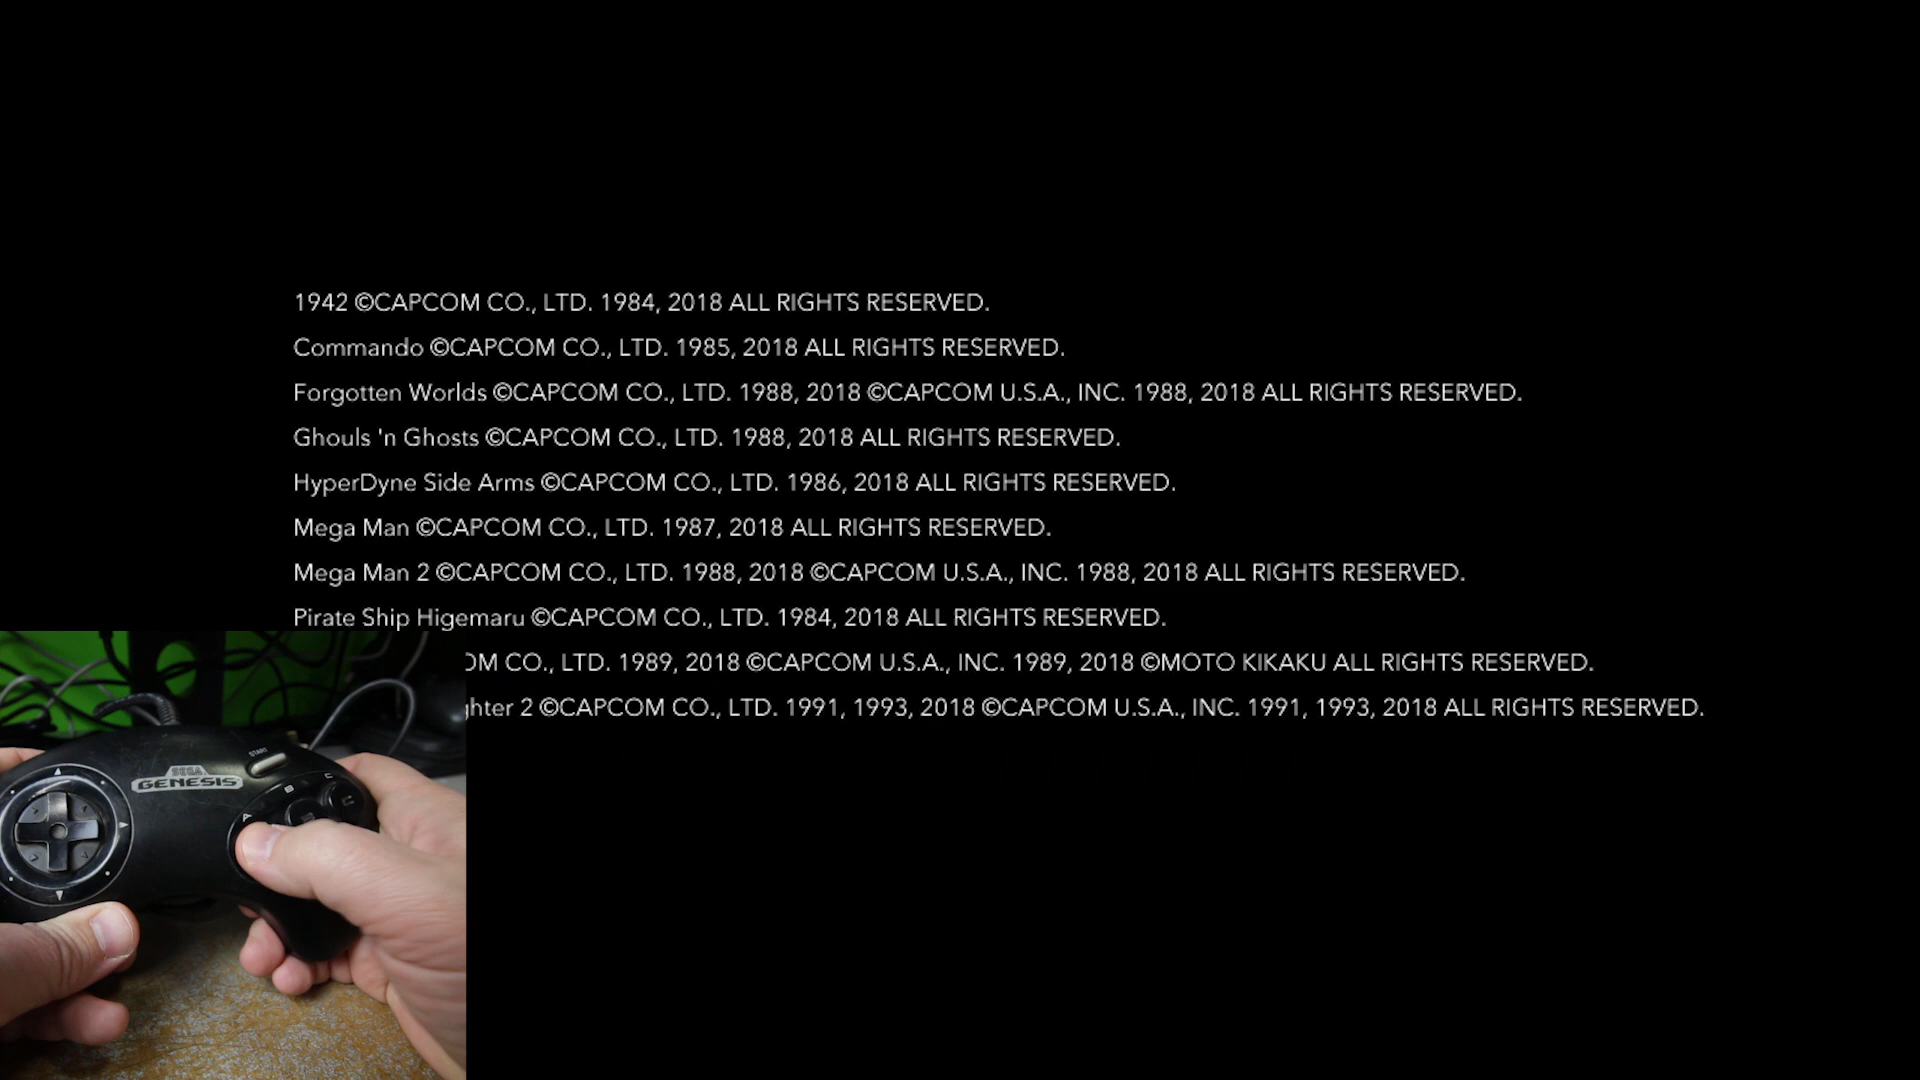 1942 ©CAPCOM CO., LTD. 1984, 2018 ALL RIGHTS RESERVED.
Commando ©CAPCOM CO., LTD. 1985, 2018 ALL RIGHTS RESERVED.
Forgotten Worlds ©CAPCOM CO., LTD. 1988, 2018 ©CAPCOM U.S.A., INC. 1988, 2018 ALL RIGHTS RESERVED.
Ghouls 'n Ghosts ©CAPCOM CO., LTD. 1988, 2018 ALL RIGHTS RESERVED.
HyperDyne Side Arms ©CAPCOM CO., LTD. 1986, 2018 ALL RIGHTS RESERVED.
Mega Man ©CAPCOM CO., LTD. 1987, 2018 ALL RIGHTS RESERVED.
Mega Man 2 ©CAPCOM CO., LTD. 1988, 2018 ©CAPCOM U.S.A., INC. 1988, 2018 ALL RIGHTS RESERVED.
Pirate Ship Higemaru ©CAPCOM CO., LTD. 1984, 2018 ALL RIGHTS RESERVED.
CO., LTD. 1989, 2018 ©CAPCOM U.S.A., INC. 1989, 2018 ©MOTO KIKAKU ALL RIGHTS RESERVED.
2 ©CAPCOM CO., LTD. 1991, 1993, 2018 ©CAPCOM U.S.A., INC. 1991, 1993, 2018 ALL RIGHTS RESERVED.
START
SEGA
GENESIS
A
B
C